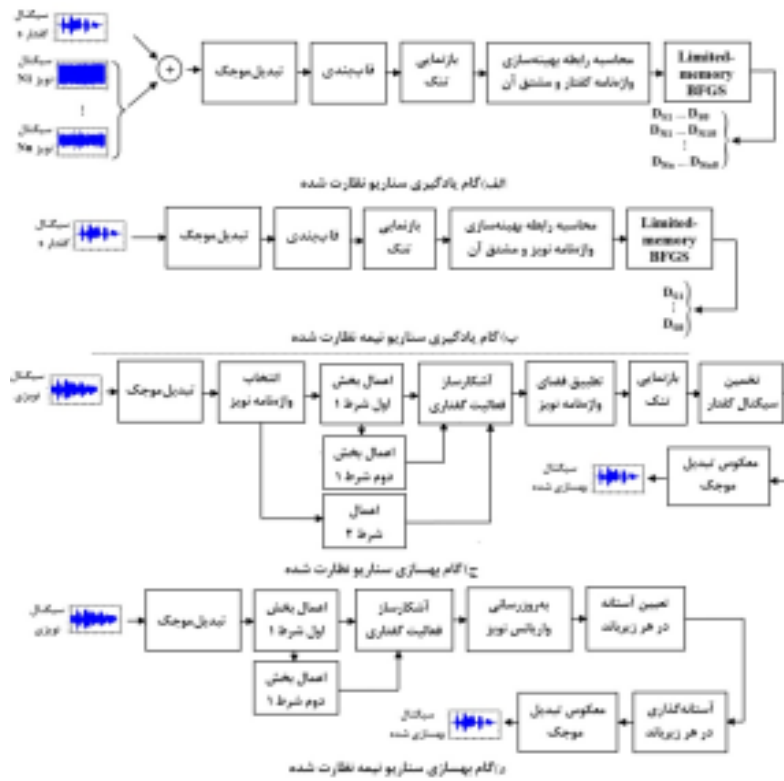 سیگنال
گفتار s
سیگنال
نویز N1
⋮
سیگنال
نویز Nn
+
تبدیل موجک
قاب‌بندی
بازنمایی
تنک
محاسبه رابطه بهینه‌سازی
واژه‌نامه گفتار و مشتق آن
Limited-
memory
BFGS
⋮
الف) گام یادگیری سناریو نظارت شده
سیگنال
گفتار s
تبدیل موجک
قاب‌بندی
بازنمایی
تنک
محاسبه رابطه بهینه‌سازی
واژه‌نامه نویز و مشتق آن
Limited-
memory
BFGS
⋮
ب) گام یادگیری سناریو نیمه نظارت شده
سیگنال
نویزی
تبدیل موجک
انتخاب
واژه‌نامه نویز
اعمال بخش
اول شرط ۱
آشکارساز
فعالیت گفتاری
تطبیق فضای
واژه‌نامه نویز
بازنمایی
تنک
تخمین
سیگنال گفتار
اعمال بخش
دوم شرط ۱
اعمال
شرط ۲
معکوس تبدیل
موجک
سیگنال
بهسازی شده
ج) گام بهسازی سناریو نظارت شده
سیگنال
نویزی
تبدیل موجک
اعمال بخش
اول شرط ۱
آشکارساز
فعالیت گفتاری
به‌روزرسانی
واریانس نویز
تعیین آستانه
در هر زیرباند
اعمال بخش
دوم شرط ۱
آستانه‌گذاری
در هر زیرباند
معکوس تبدیل
موجک
سیگنال
بهسازی شده
د) گام بهسازی سناریو نیمه نظارت شده